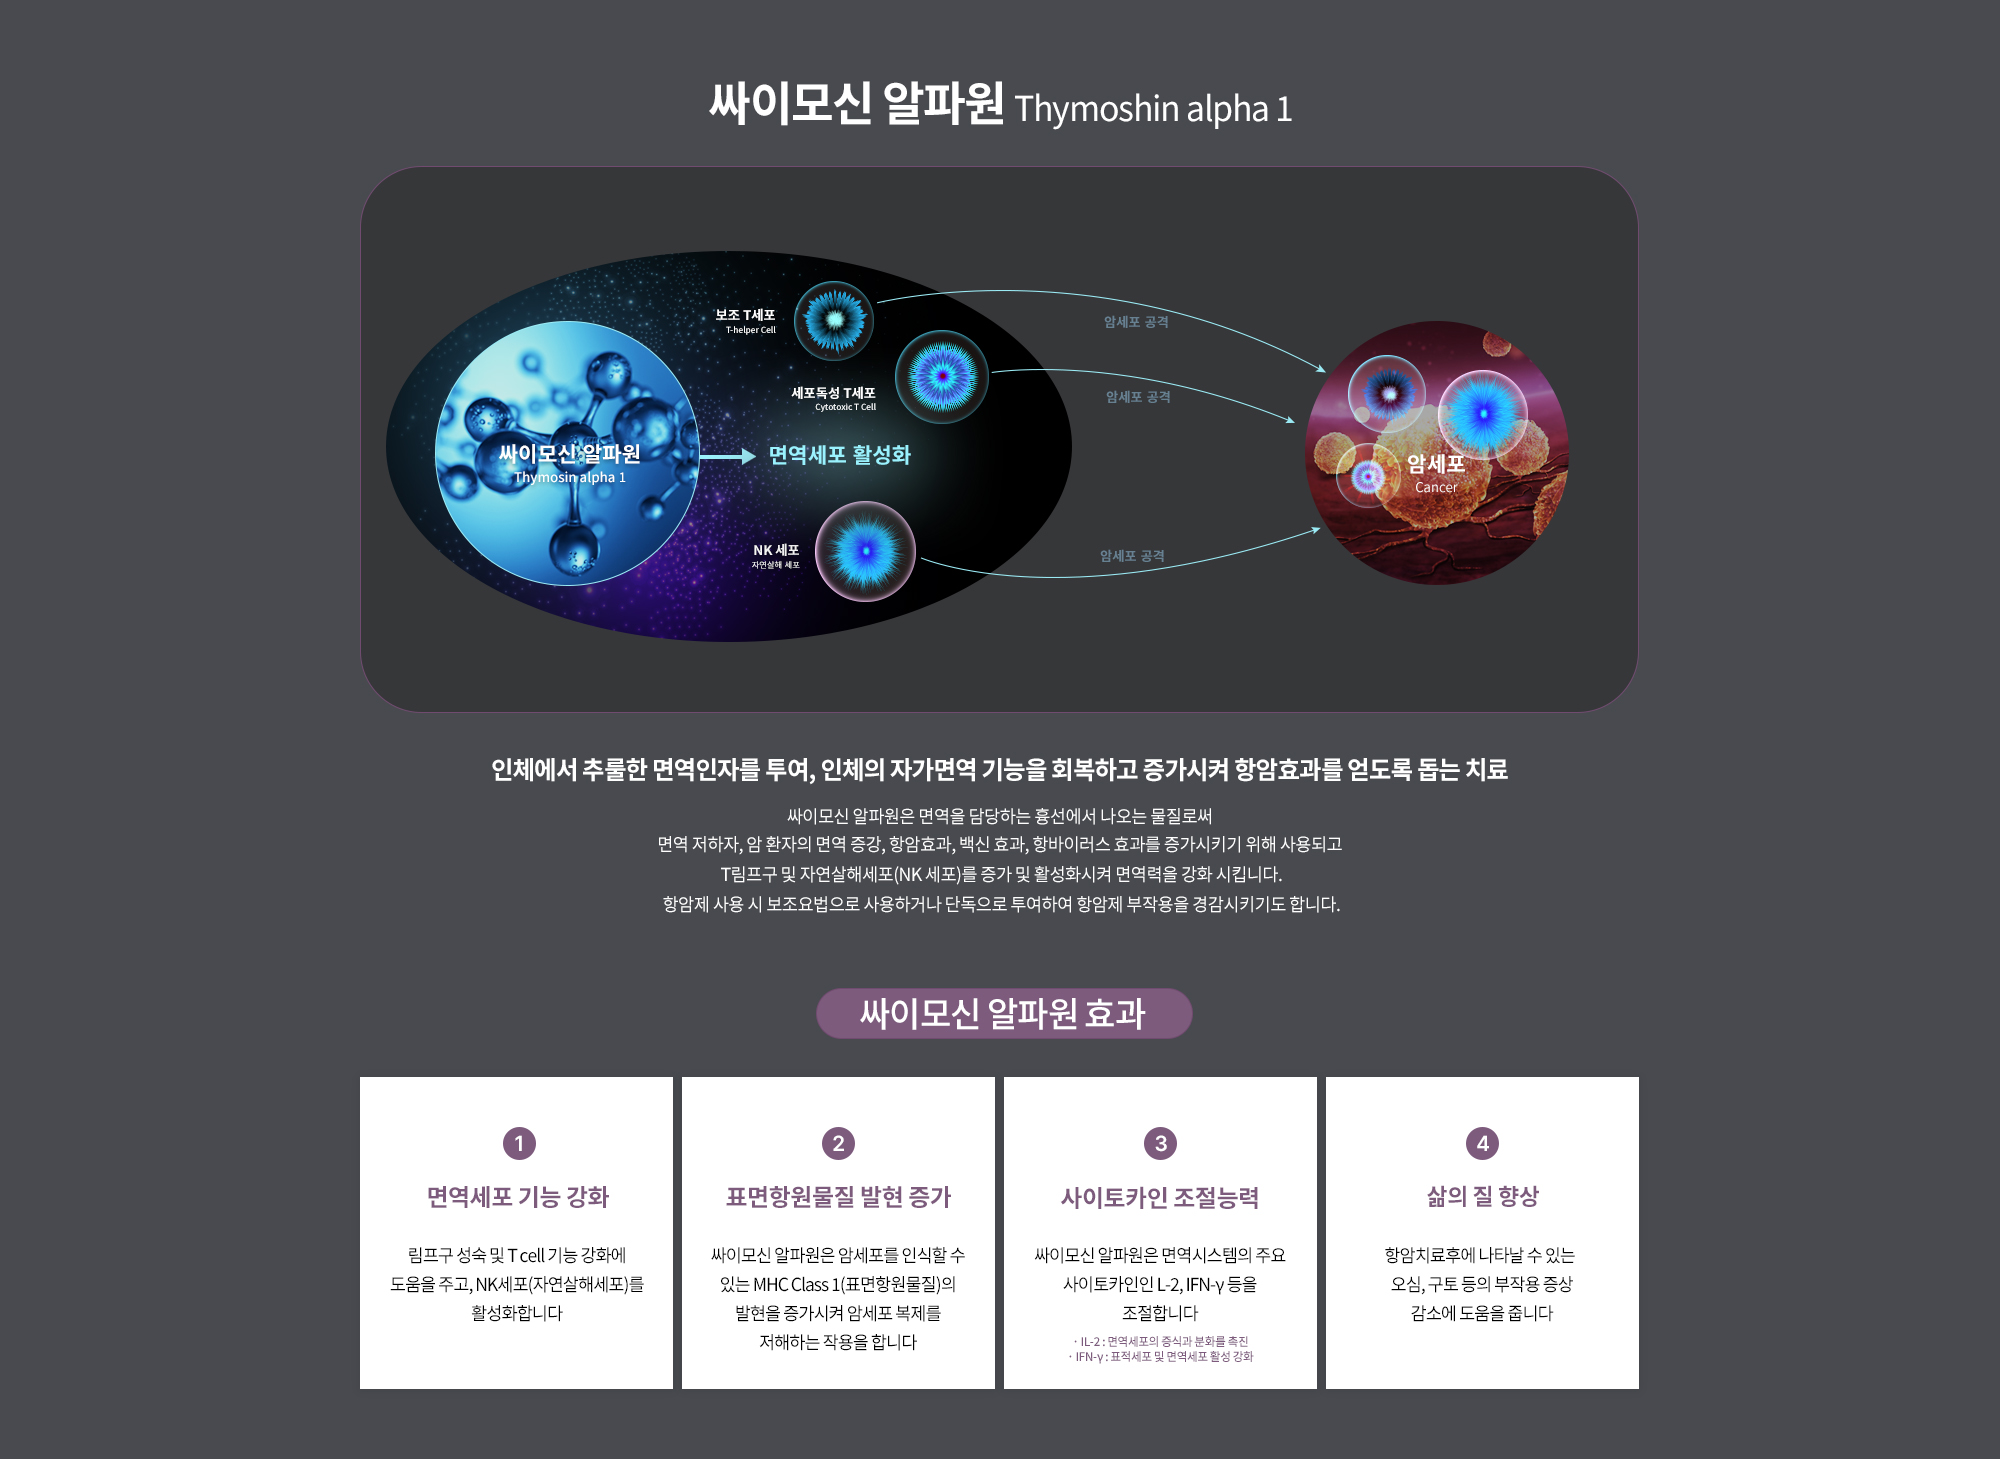 싸이모신 알파원 Thymoshin alpha 1
보조 T세포
T-helper Cell
세포독성 T세포
Cytotoxic T Cell
싸이모신 알파원
Thymosin alpha 1
면역세포 활성화
NK 세포
자연살해 세포
암세포 공격
암세포 공격
암세포 공격
암세포
Cancer
인체에서 추출한 면역인자를 투여, 인체의 자가면역 기능을 회복하고 증가시켜 항암효과를 얻도록 돕는 치료
싸이모신 알파원은 면역을 담당하는 흉선에서 나오는 물질로써
면역 저하자, 암 환자의 면역 증강, 항암효과, 백신 효과, 항바이러스 효과를 증가시키기 위해 사용되고
T림프구 및 자연살해세포(NK 세포)를 증가 및 활성화시켜 면역력을 강화 시킵니다.
항암제 사용 시 보조요법으로 사용하거나 단독으로 투여하여 항암제 부작용을 경감시키기도 합니다.
싸이모신 알파원 효과
1
면역세포 기능 강화
림프구 성숙 및 T cell 기능 강화에
도움을 주고, NK세포(자연살해세포)를
활성화합니다
2
표면항원물질 발현 증가
싸이모신 알파원은 암세포를 인식할 수
있는 MHC Class 1(표면항원물질)의
발현을 증가시켜 암세포 복제를
저해하는 작용을 합니다
3
사이토카인 조절능력
싸이모신 알파원은 면역시스템의 주요
사이토카인인 L-2, IFN-γ 등을
조절합니다
· IL-2 : 면역세포의 증식과 분화를 촉진
· IFN-γ : 표적세포 및 면역세포 활성 강화
4
삶의 질 향상
항암치료후에 나타날 수 있는
오심, 구토 등의 부작용 증상
감소에 도움을 줍니다